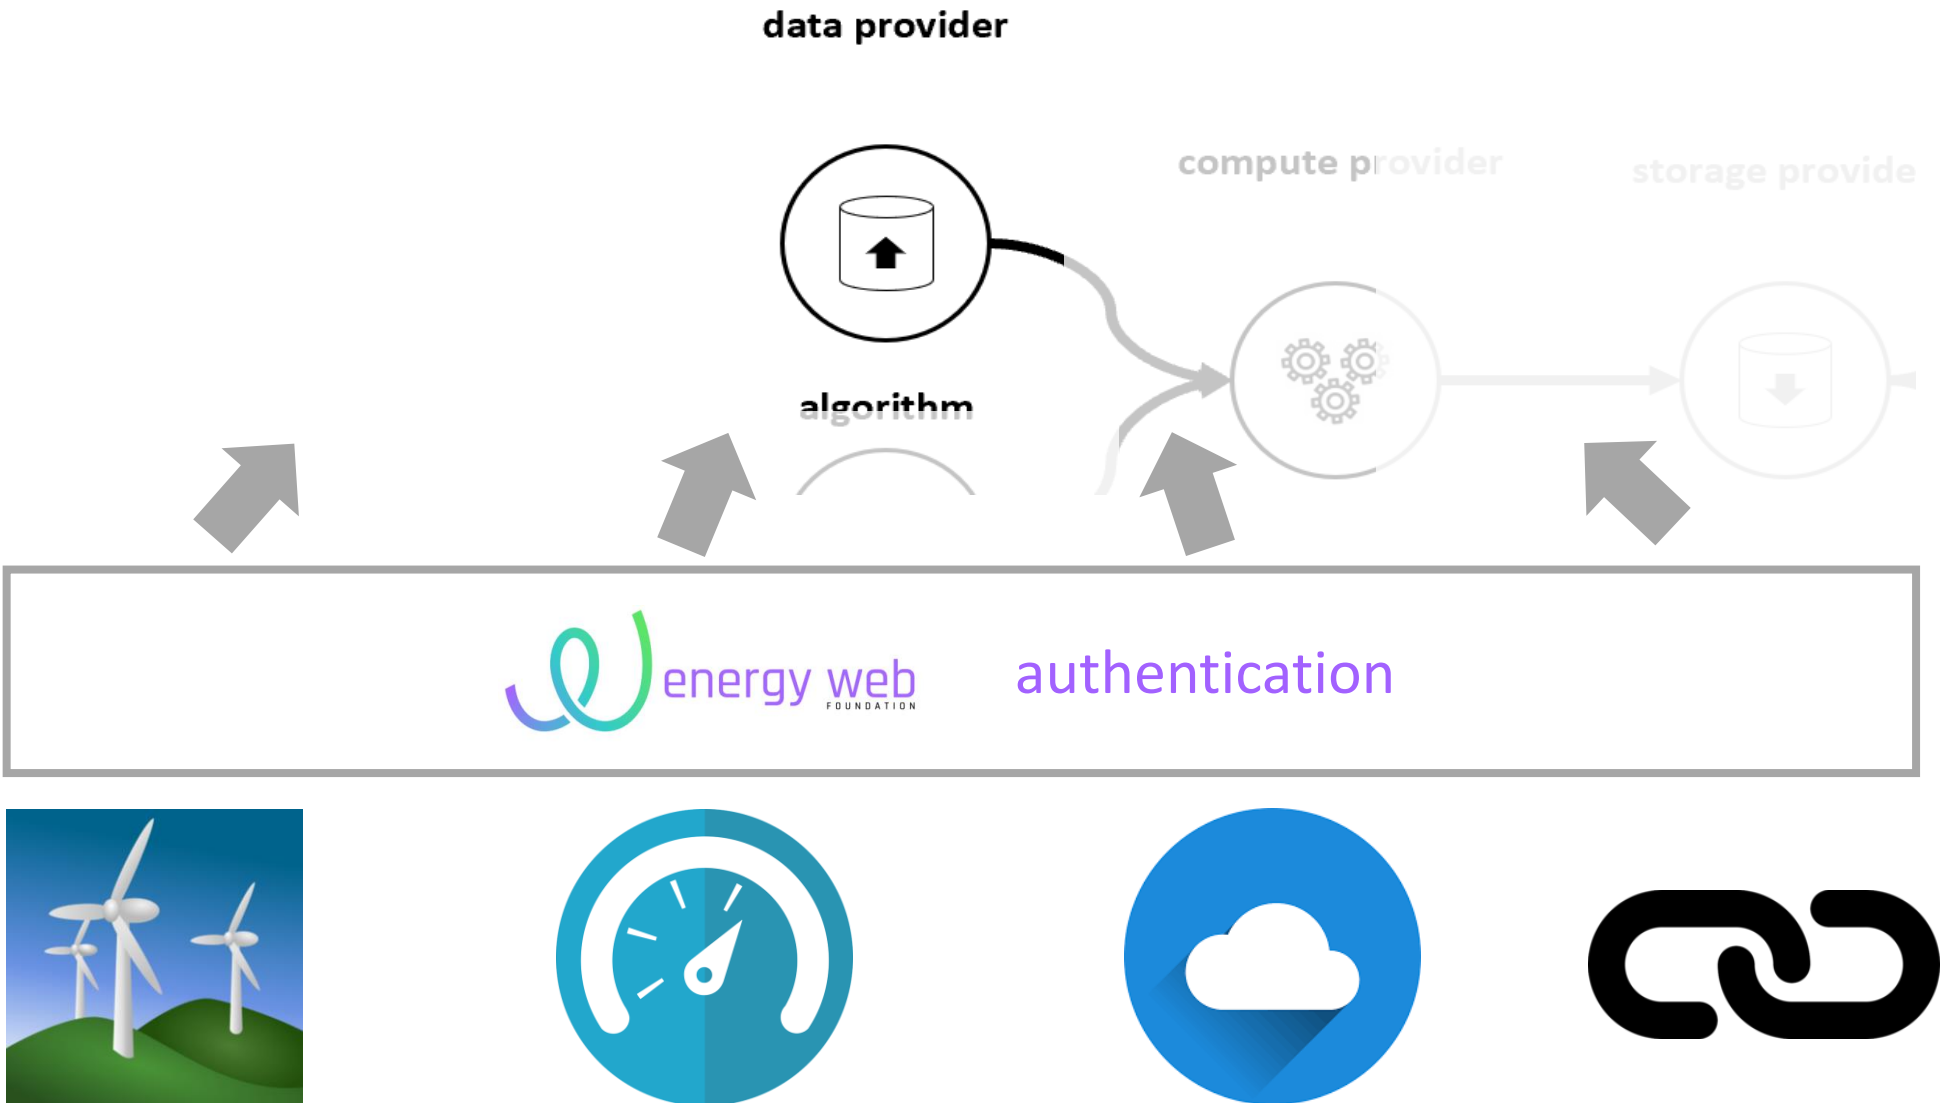 data provider
compute provider
storage provide
algorithm
energy web
FOUNDATION
authentication